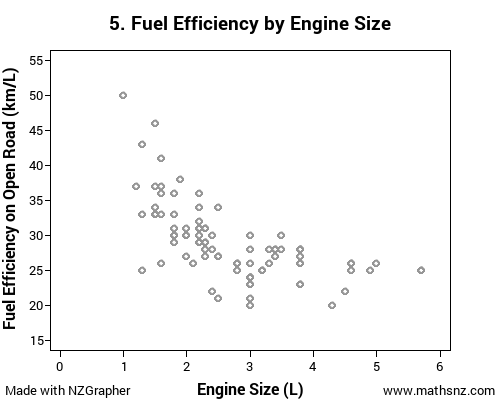 5. Fuel Efficiency by Engine Size
Fuel Efficiency on Open Road (km/L)
55
50
45
40
35
30
25
20
15
0 1 2 3 4 5 6
Made with NZGrapher Engine Size (L) www.mathsnz.com